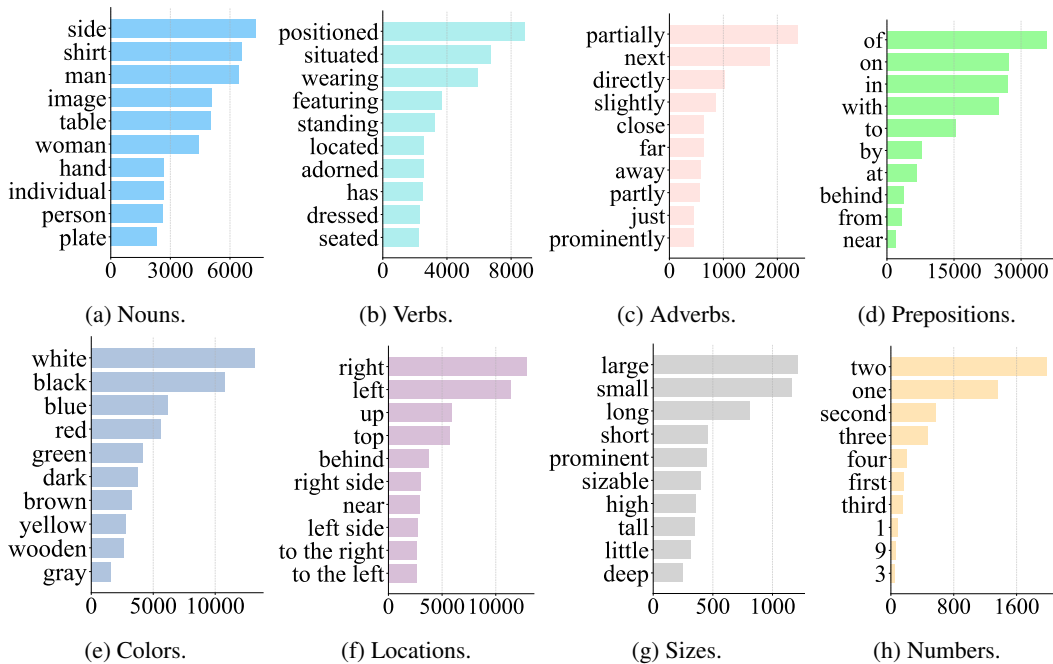 side
shirt
man
image
table
woman
hand
individual
person
plate
0 3000 6000
(a) Nouns.
positioned
situated
wearing
featuring
standing
located
adorned
has
dressed
seated
0 4000 8000
(b) Verbs.
partially
next
directly
slightly
close
far
away
partly
just
prominently
0 1000 2000
(c) Adverbs.
of
on
in
with
to
by
at
behind
from
near
0 15000 30000
(d) Prepositions.
white
black
blue
red
green
dark
brown
yellow
wooden
gray
0 5000 10000
(e) Colors.
right
left
up
top
behind
right side
near
left side
to the right
to the left
0 5000 10000
(f) Locations.
large
small
long
short
prominent
sizable
high
tall
little
deep
0 500 1000
(g) Sizes.
two
one
second
three
four
first
third
1
9
3
0 800 1600
(h) Numbers.